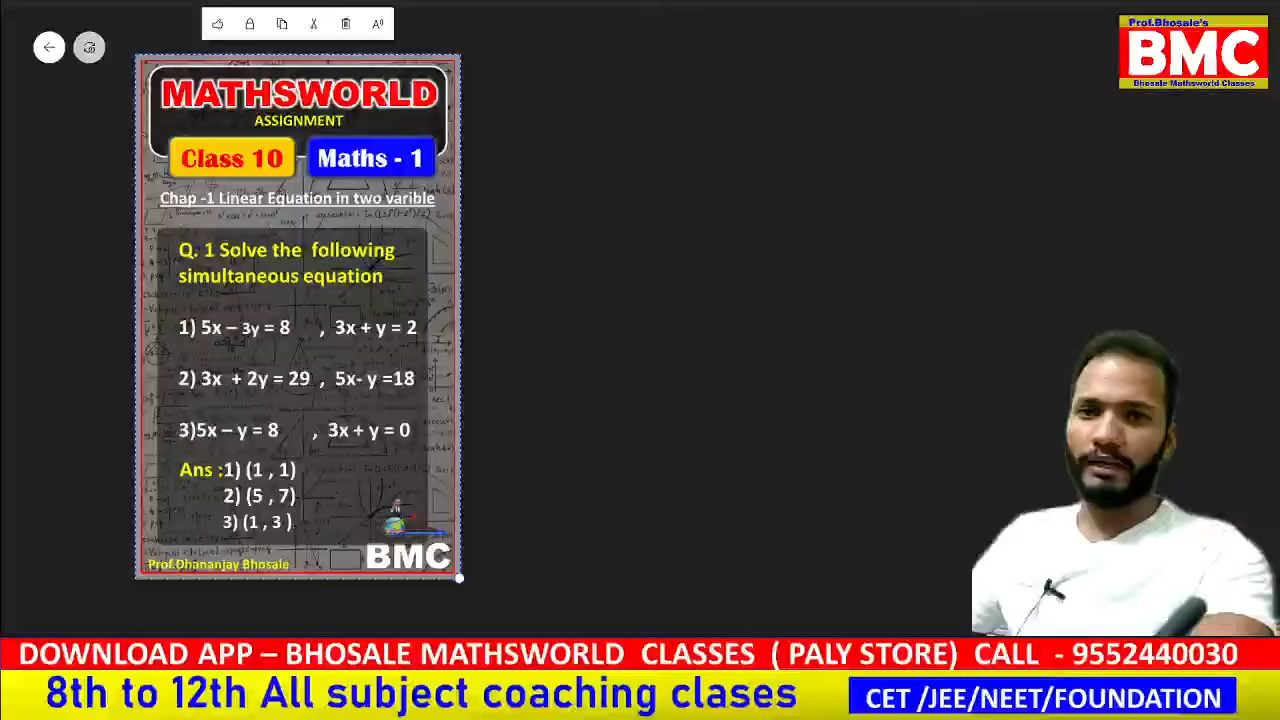 Prof.Bhosale's
BMC
Bhosale Mathsworld Classes
MATHSWORLD
ASSIGNMENT
Class 10
Maths - 1
Chap -1 Linear Equation in two varible
Q. 1 Solve the following
simultaneous equation
1) 5x – 3y = 8 , 3x + y = 2
2) 3x + 2y = 29 , 5x- y =18
3)5x – y = 8 , 3x + y = 0
Ans :1) (1 , 1)
2) (5 , 7)
3) (1 , 3 )
BMC
Prof.Dhananjay Bhosale
DOWNLOAD APP – BHOSALE MATHSWORLD CLASSES ( PALY STORE) CALL - 9552440030
8th to 12th All subject coaching clases
CET /JEE/NEET/FOUNDATION